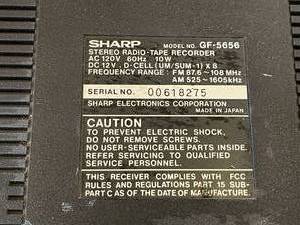 SHARP MODEL NO. GF-5656
STEREO RADIO-TAPE RECORDER
AC 120V 60Hz 10W
DC 12V D-CELL (UM/SUM-1) x 8
FREQUENCY RANGE: FM 87.6~108 MHz
AM 525~1605kHz
SERIAL NO. 00618275
SHARP ELECTRONICS CORPORATION
MADE IN JAPAN
CAUTION
TO PREVENT ELECTRIC SHOCK,
DO NOT REMOVE SCREWS.
NO USER-SERVICEABLE PARTS INSIDE.
REFER SERVICING TO QUALIFIED
SERVICE PERSONNEL.
THIS RECEIVER COMPLIES WITH FCC
RULES AND REGULATIONS PART 15 SUB-
PART C AS OF THE DATE OF MANUFACTURE.